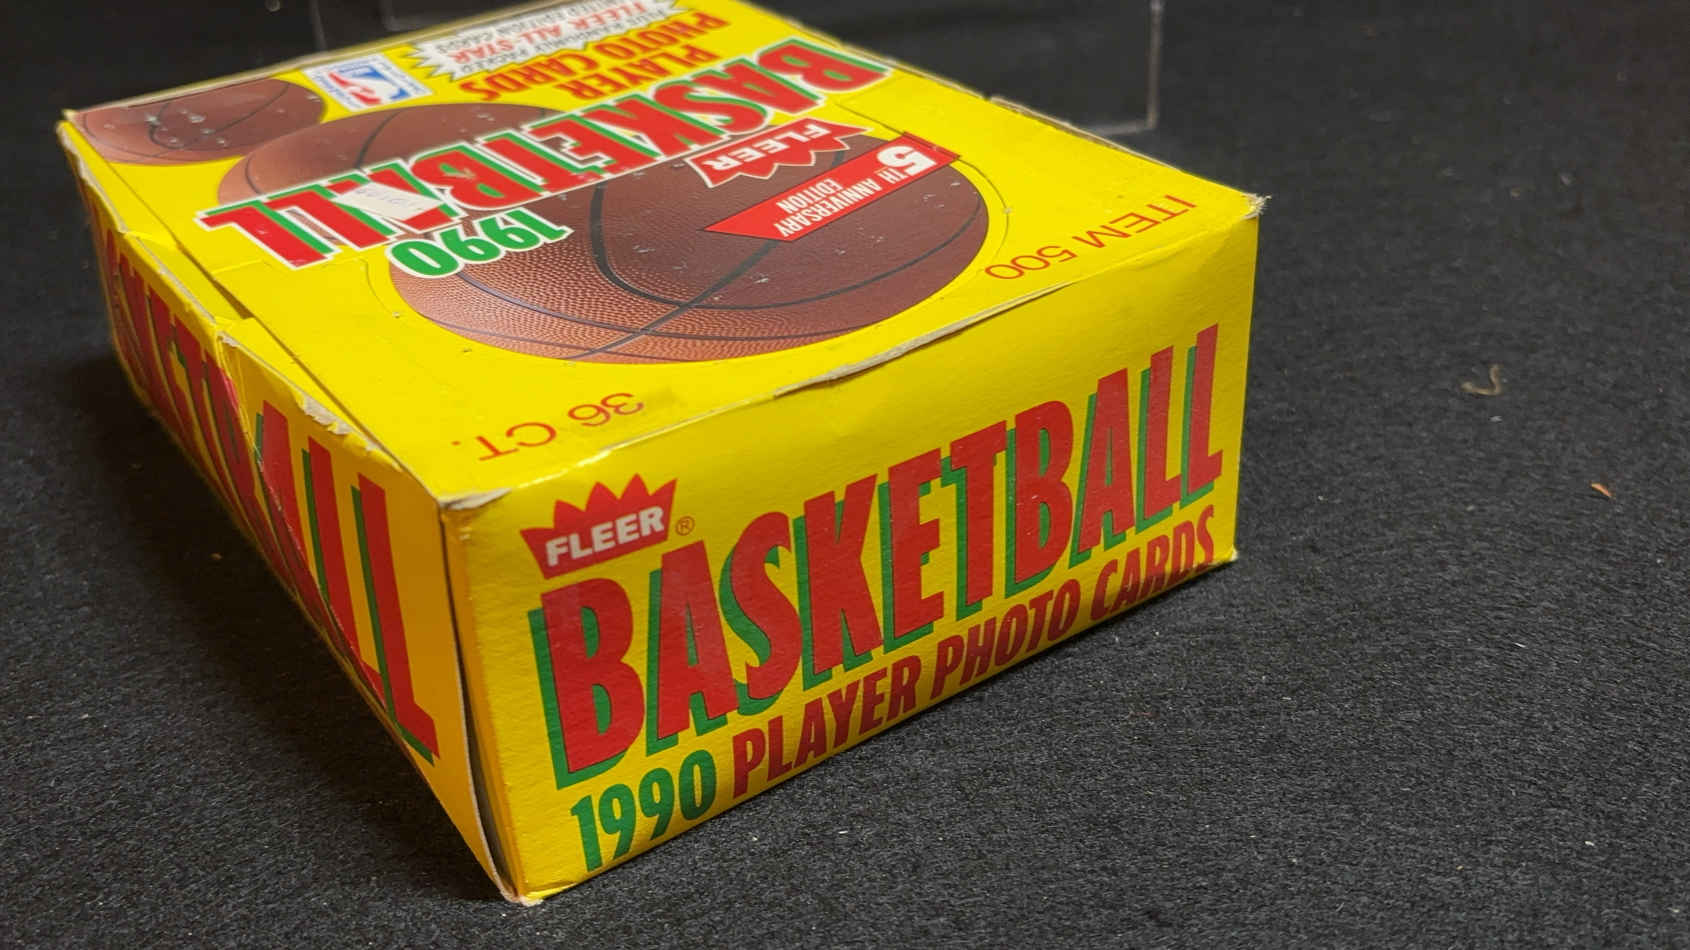 FLEER ALL STAR
PLAYER
PHOTO CARDS
BASKETBALL
FLEER
1990
5TH ANNIVERSARY
EDITION
ITEM 500
36 CT.
FLEER®
BASKETBALL
1990 PLAYER PHOTO CARDS